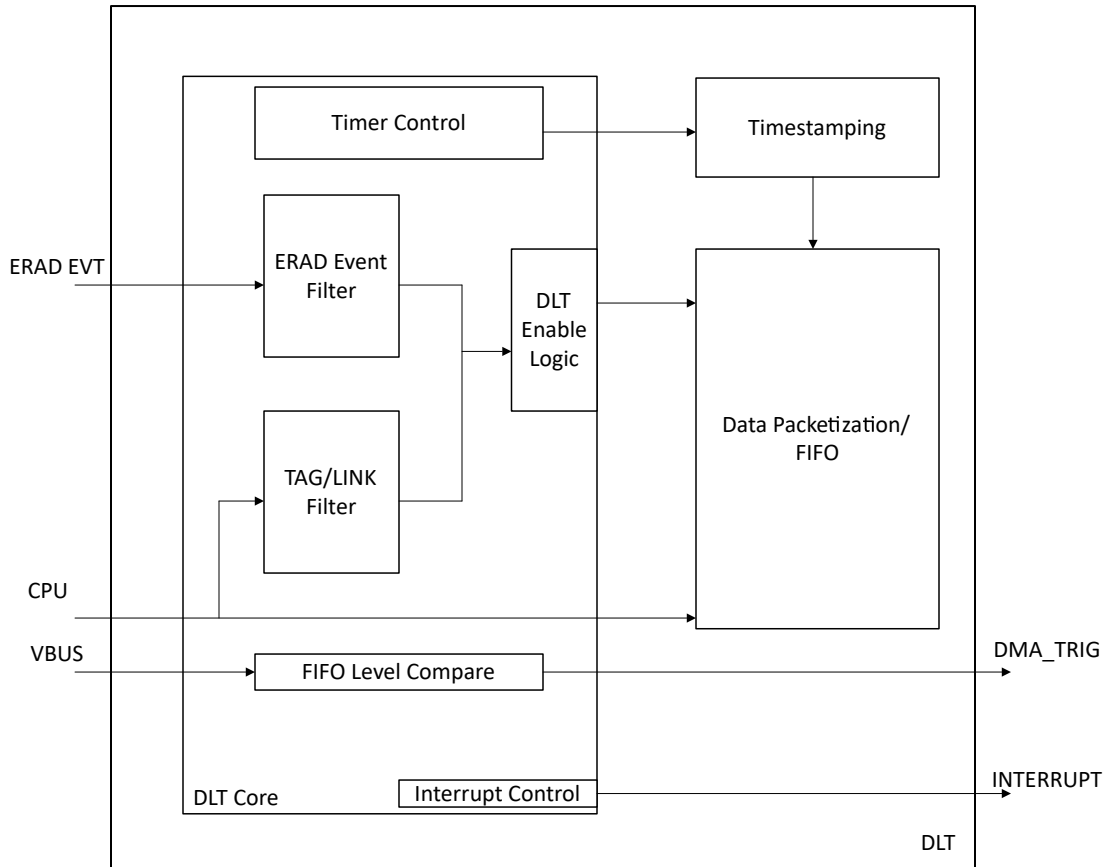 Timer Control
Timestamping
ERAD EVT
ERAD Event
Filter
DLT
Enable
Logic
Data Packetization/
FIFO
TAG/LINK
Filter
CPU
VBUS
FIFO Level Compare
DMA_TRIG
Interrupt Control
INTERRUPT
DLT Core
DLT